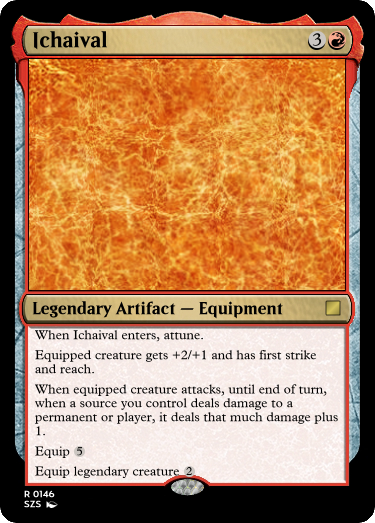 Ichaival 3
Legendary Artifact — Equipment
When Ichaival enters, attune.
Equipped creature gets +2/+1 and has first strike
and reach.
When equipped creature attacks, until end of turn,
when a source you control deals damage to a
permanent or player, it deals that much damage plus
1.
Equip 5
Equip legendary creature 2
R 0146
SZS